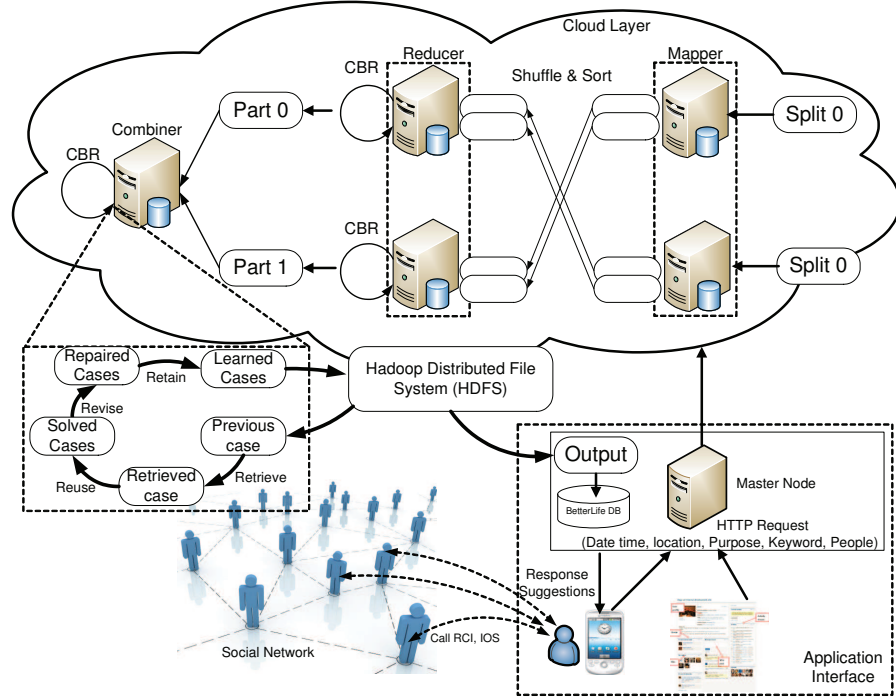 Cloud Layer
Reducer
Mapper
CBR
Shuffle & Sort
Part 0
Split 0
Combiner
CBR
CBR
Part 1
Split 0
Repaired
Cases
Learned
Cases
Retain
Hadoop Distributed File
System (HDFS)
Revise
Solved
Cases
Previous
case
Retrieve
Reuse
Retrieved
case
Output
Master Node
BetterLife DB
HTTP Request
(Date time, location, Purpose, Keyword, People)
Response
Suggestions
Call RCI, IOS
Social Network
Application
Interface